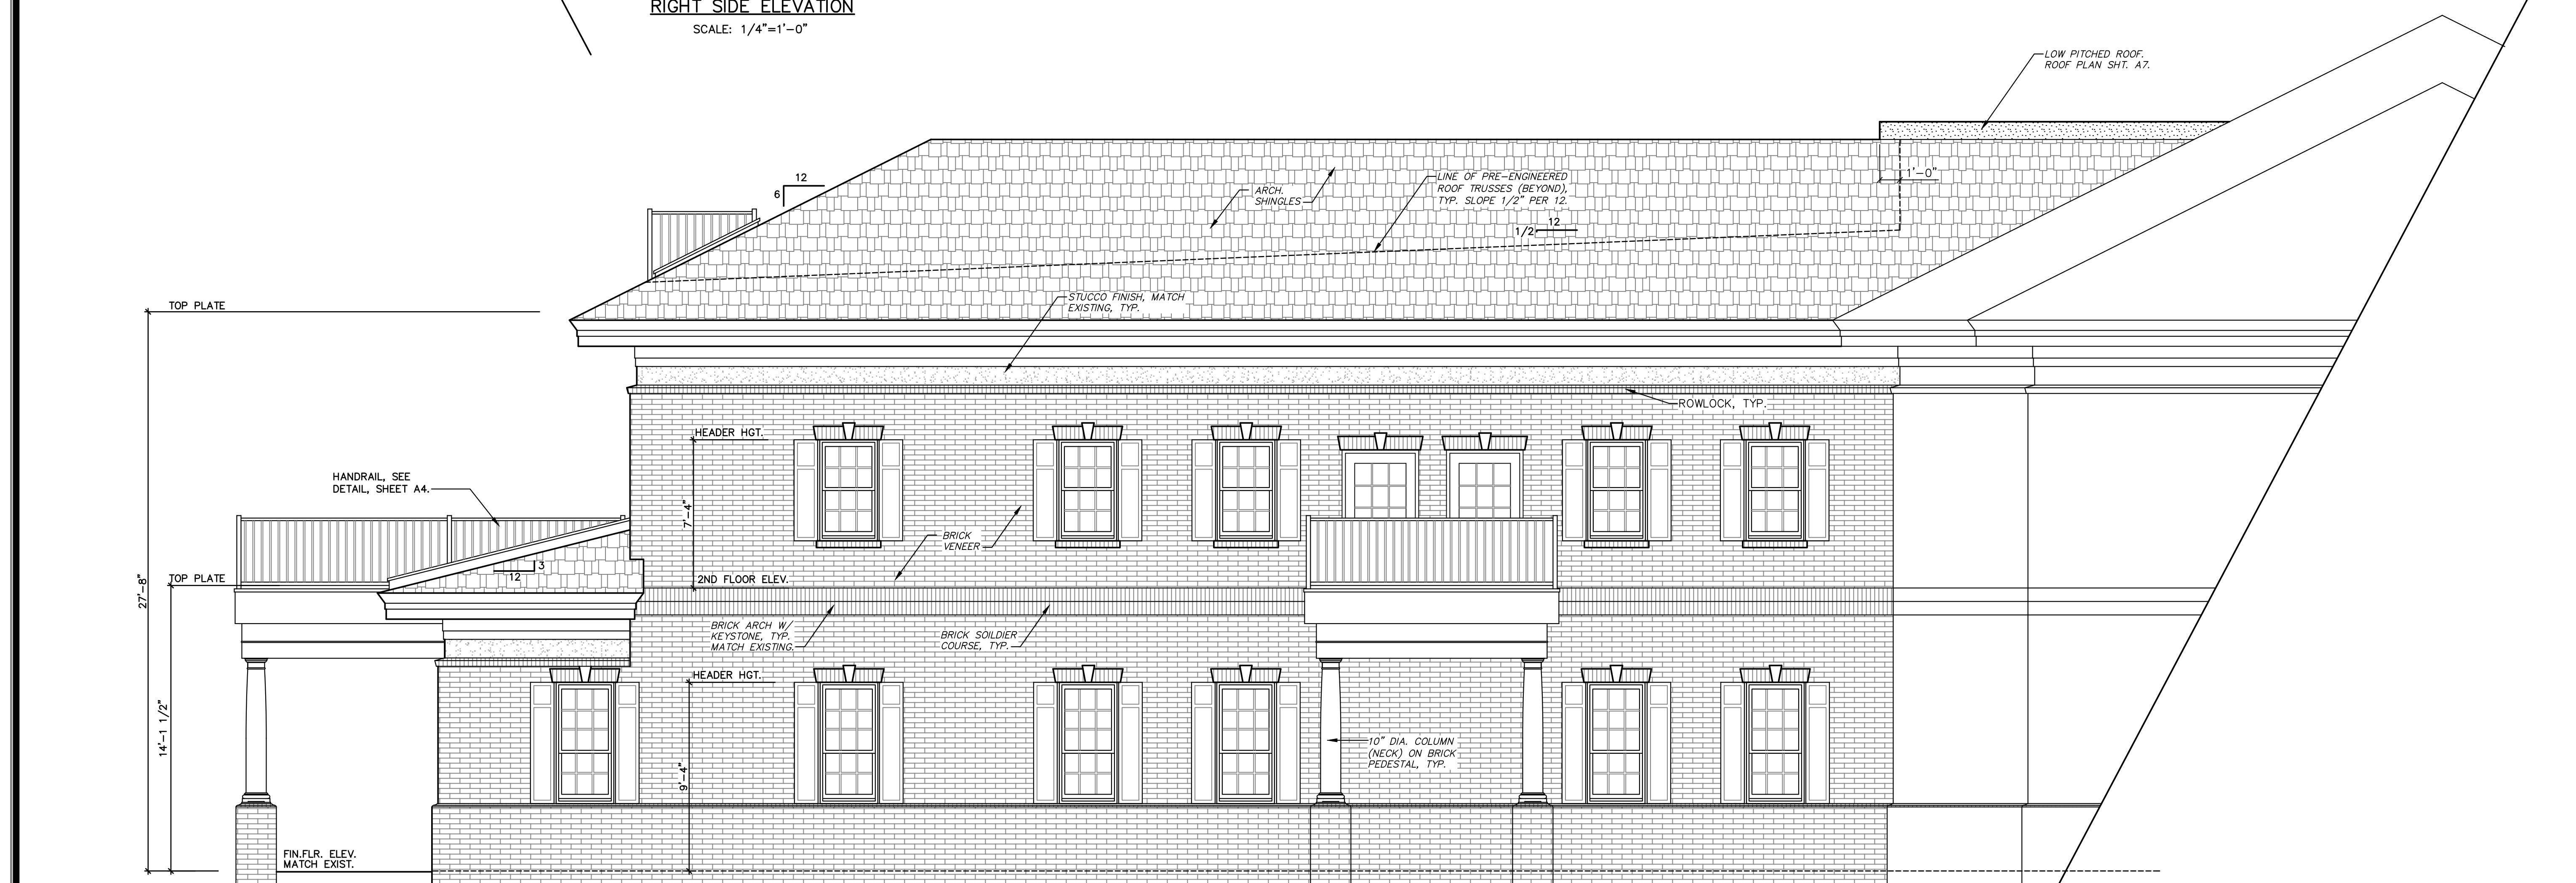 RIGHT SIDE ELEVATION
SCALE: 1/4"=1'-0"
LOW PITCHED ROOF.
ROOF PLAN SHT. A7.
12
6
ARCH.
SHINGLES
LINE OF PRE-ENGINEERED
ROOF TRUSSES (BEYOND),
TYP. SLOPE 1/2" PER 12.
12
1/2
1'-0"
TOP PLATE
STUCCO FINISH, MATCH
EXISTING, TYP.
ROWLOCK, TYP.
HEADER HGT.
HANDRAIL, SEE
DETAIL, SHEET A4.
7'-4"
BRICK
VENEER
3
12
TOP PLATE
2ND FLOOR ELEV.
27'-8"
BRICK ARCH W/
KEYSTONE, TYP.
MATCH EXISTING.
BRICK SOILDIER
COURSE, TYP.
HEADER HGT.
14'-1 1/2"
9'-4"
10" DIA. COLUMN
(NECK) ON BRICK
PEDESTAL, TYP.
FIN.FLR. ELEV.
MATCH EXIST.